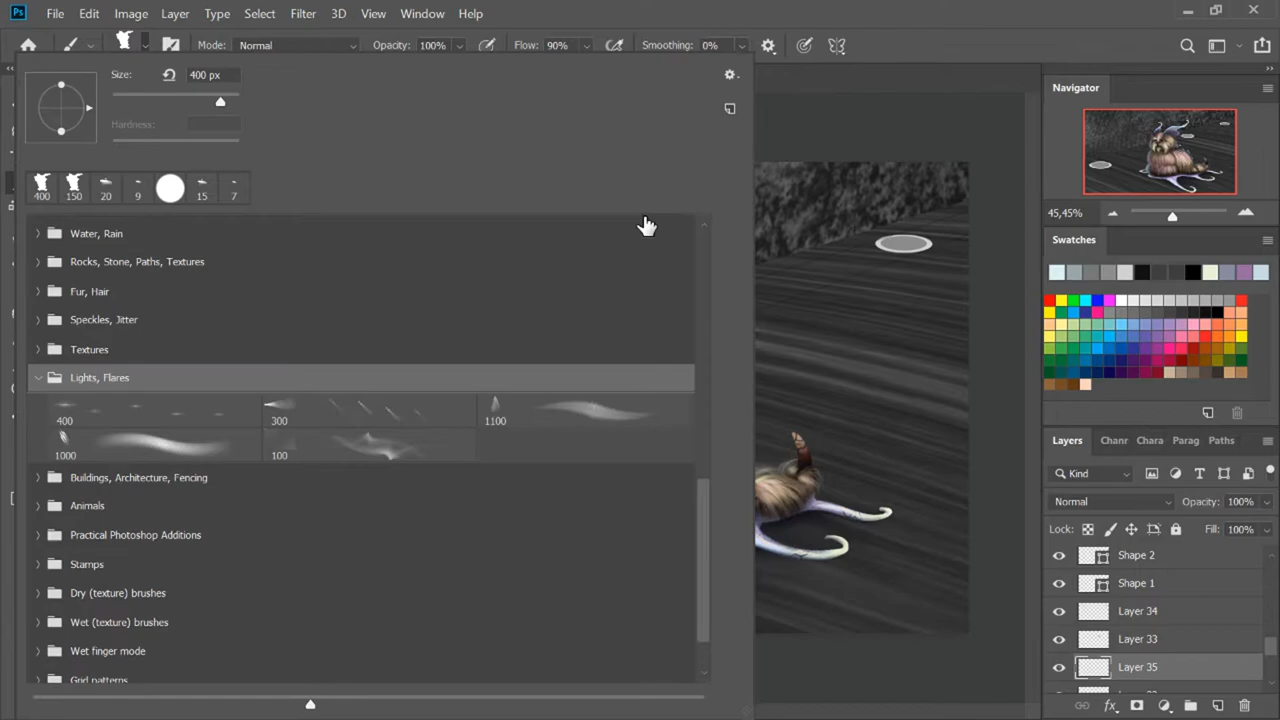 Ps File Edit Image Layer Type Select Filter 3D View Window Help
Mode: Normal Opacity: 100% Flow: 90% Smoothing: 0%
Size: 400 px
Hardness:
400 150 20 9 15 7
Water, Rain
Rocks, Stone, Paths, Textures
Fur, Hair
Speckles, Jitter
Textures
Lights, Flares
400 300 1100
1000 100
Buildings, Architecture, Fencing
Animals
Practical Photoshop Additions
Stamps
Dry (texture) brushes
Wet (texture) brushes
Wet finger mode
Grid patterns
Navigator
45,45%
Swatches
Layers Chanr Chara Parag Paths
Kind
Normal Opacity: 100%
Lock: Fill: 100%
Shape 2
Shape 1
Layer 34
Layer 33
Layer 35